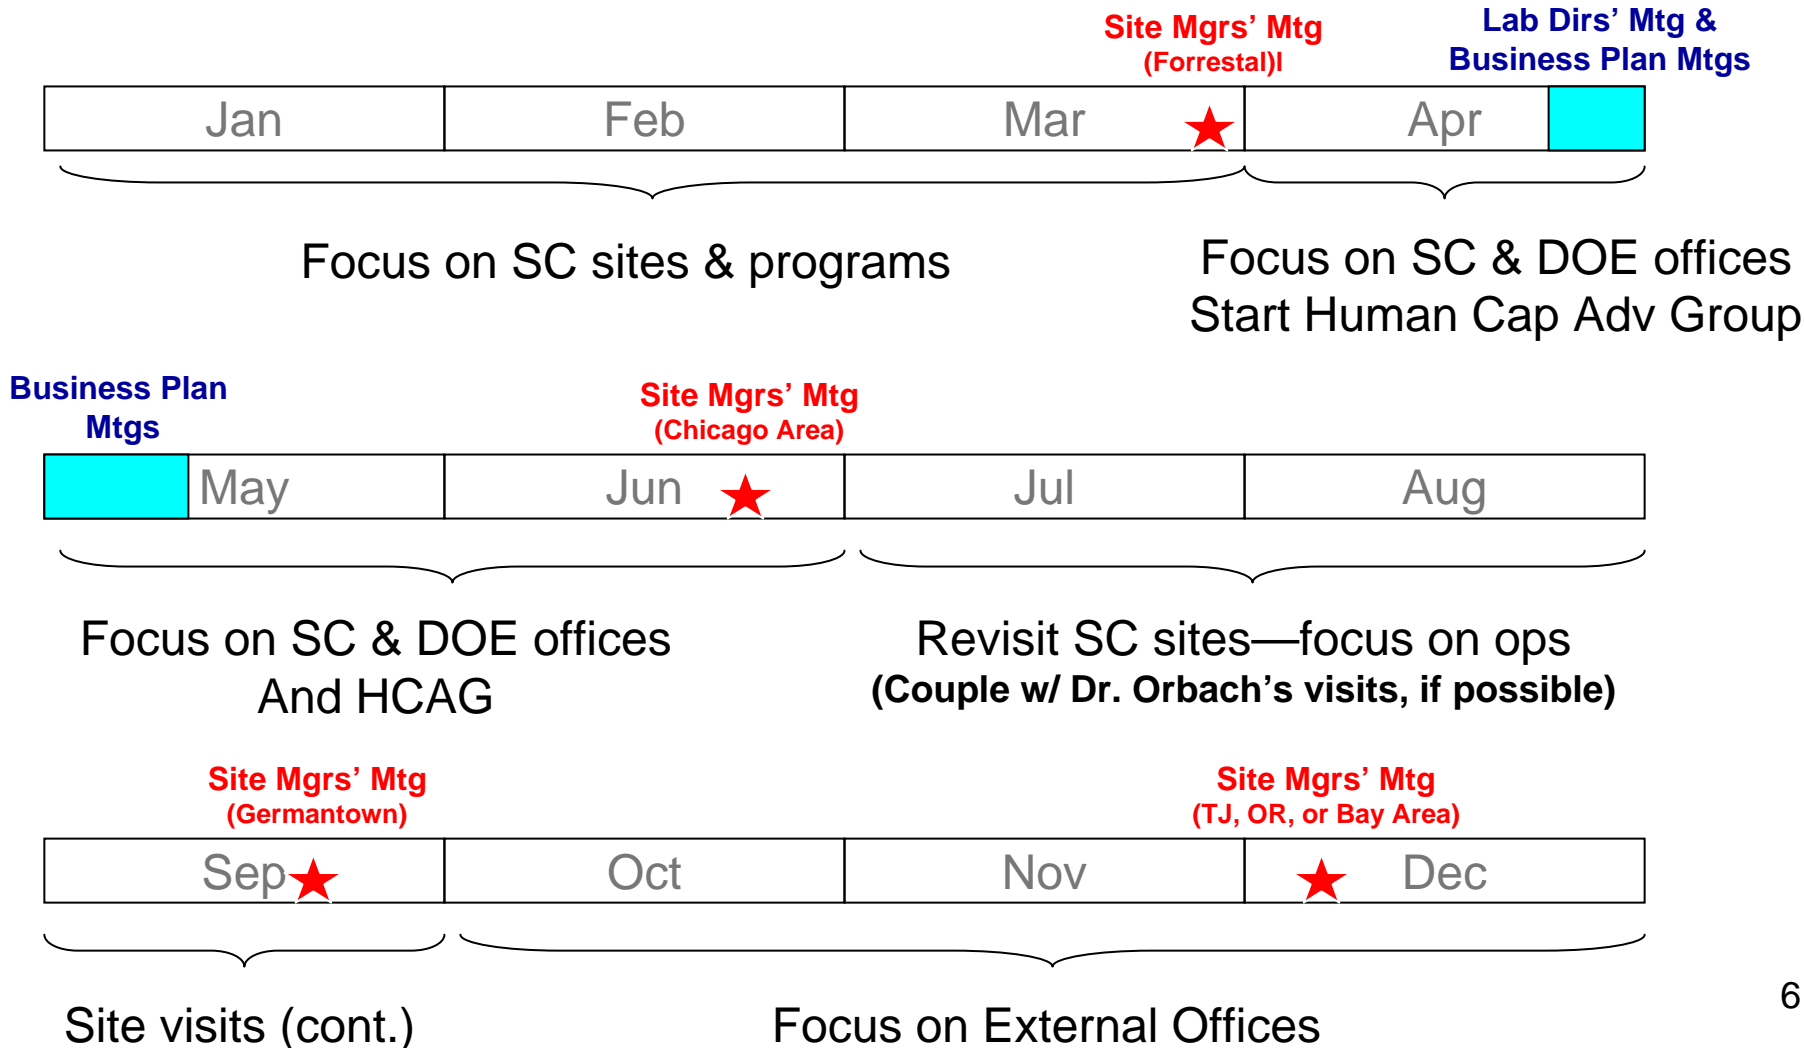 Site Mgrs’ Mtg
(Forrestal)l
Lab Dirs’ Mtg &
Business Plan Mtgs
Jan
Feb
Mar
Apr
Focus on SC sites & programs
Focus on SC & DOE offices
Start Human Cap Adv Group
Business Plan
Mtgs
Site Mgrs’ Mtg
(Chicago Area)
May
Jun
Jul
Aug
Focus on SC & DOE offices
And HCAG
Revisit SC sites—focus on ops
(Couple w/ Dr. Orbach’s visits, if possible)
Site Mgrs’ Mtg
(Germantown)
Site Mgrs’ Mtg
(TJ, OR, or Bay Area)
Sep
Oct
Nov
Dec
Site visits (cont.)
Focus on External Offices
6